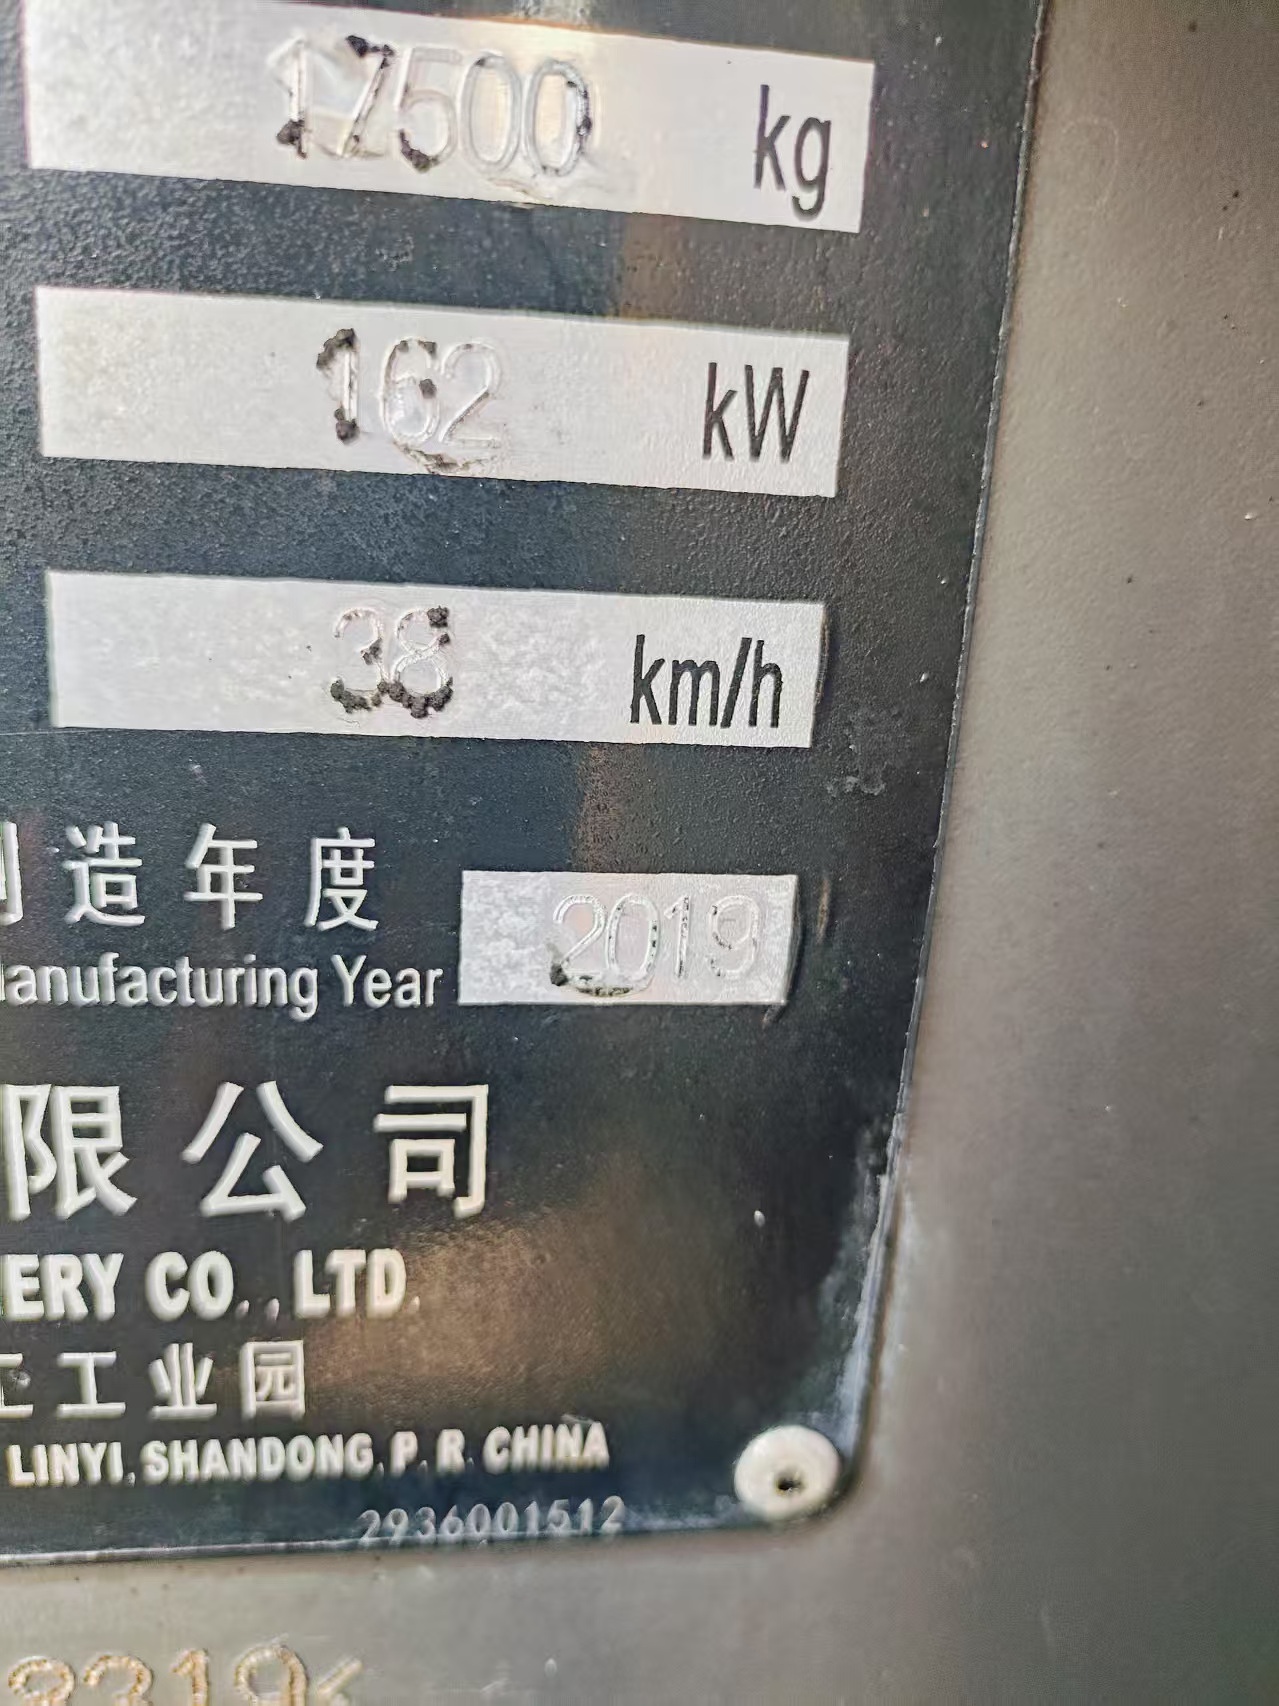 17500 kg
162 kW
38 km/h
造年度
anufacturing Year 2019
限公司
ERY CO., LTD.
工业园
LINYI, SHANDONG, P. R. CHINA
2936001512